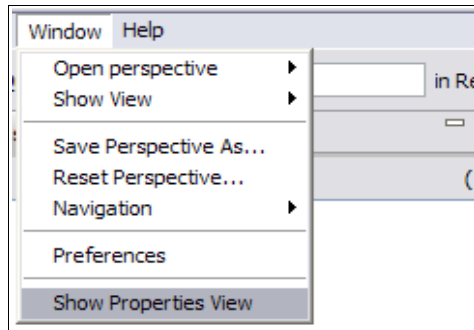 Window Help
Open perspective
Show View
in Re
Save Perspective As...
Reset Perspective...
(
Navigation
Preferences
Show Properties View